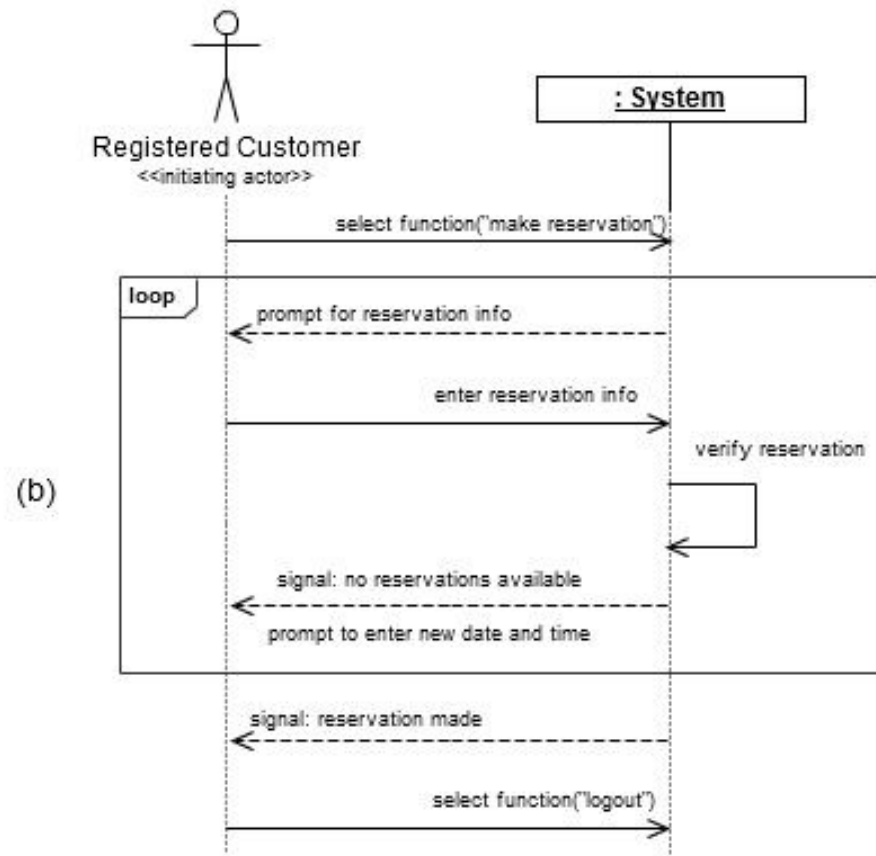 : System
Registered Customer
<<initiating actor>>
select function("make reservation")
loop
prompt for reservation info
enter reservation info
verify reservation
(b)
signal: no reservations available
prompt to enter new date and time
signal: reservation made
select function("logout")